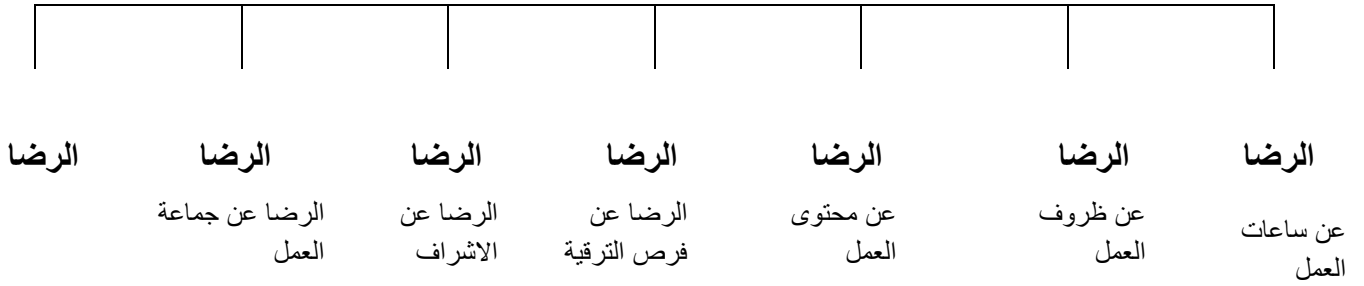 الرضا الرضا الرضا الرضا الرضا الرضا الرضا
عن ساعات
العمل
عن ظروف
العمل
عن محتوى
العمل
الرضا عن
فرص الترقية
الرضا عن
الاشراف
الرضا عن جماعة
العمل